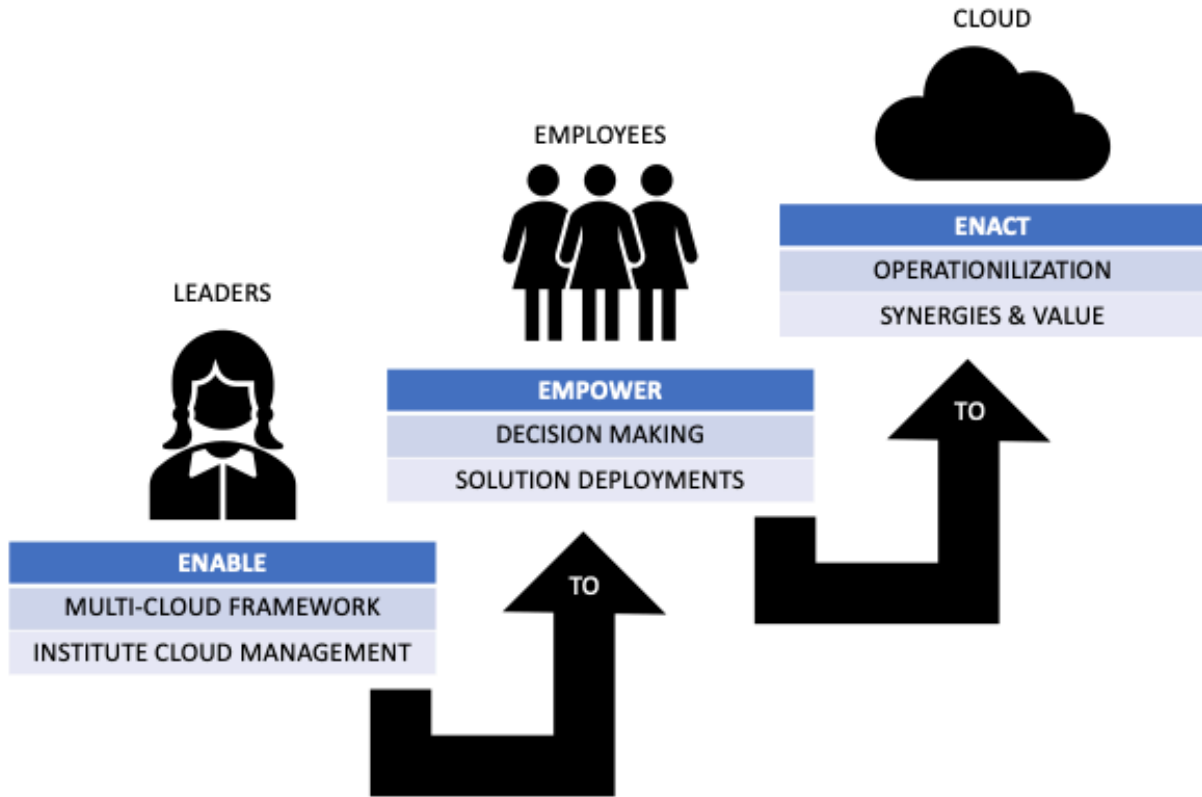 LEADERS
ENABLE
MULTI-CLOUD FRAMEWORK
INSTITUTE CLOUD MANAGEMENT
TO
EMPLOYEES
EMPOWER
DECISION MAKING
SOLUTION DEPLOYMENTS
TO
CLOUD
ENACT
OPERATIONILIZATION
SYNERGIES & VALUE